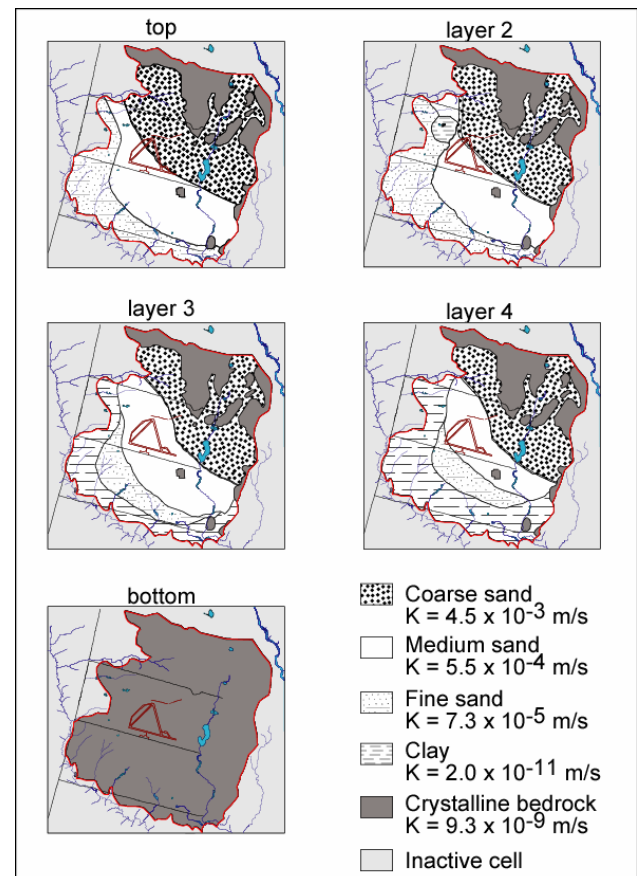 top
layer 2
layer 3
layer 4
bottom
Coarse sand
K = 4.5 x 10-3 m/s
Medium sand
K = 5.5 x 10-4 m/s
Fine sand
K = 7.3 x 10-5 m/s
Clay
K = 2.0 x 10-11 m/s
Crystalline bedrock
K = 9.3 x 10-9 m/s
Inactive cell